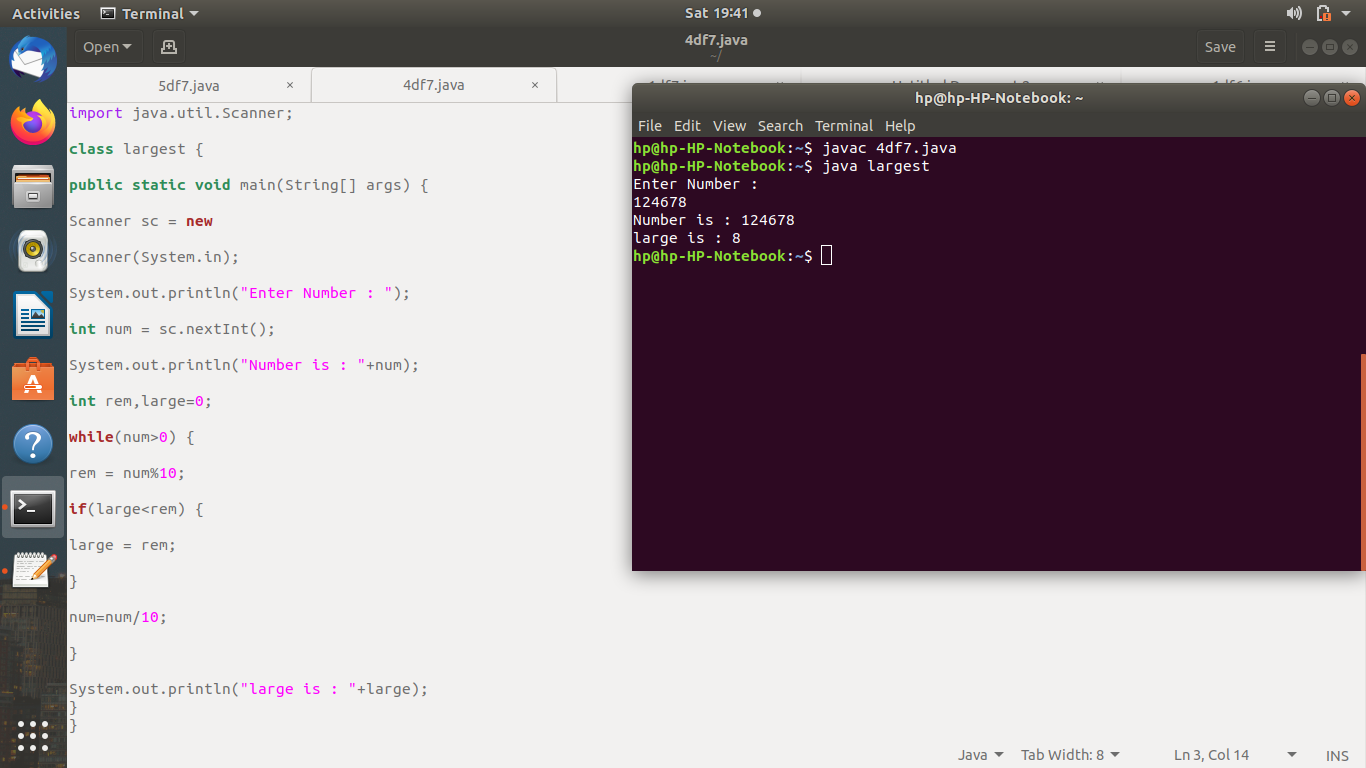 Activities Terminal Sat 19:41
Open 4df7.java Save
~/
5df7.java × 4df7.java ×
import java.util.Scanner;
class largest {
public static void main(String[] args) {
Scanner sc = new
Scanner(System.in);
System.out.println("Enter Number : ");
int num = sc.nextInt();
System.out.println("Number is : "+num);
int rem,large=0;
while(num>0) {
rem = num%10;
if(large<rem) {
large = rem;
}
num=num/10;
}
System.out.println("large is : "+large);
}
}
hp@hp-HP-Notebook: ~
File Edit View Search Terminal Help
hp@hp-HP-Notebook:~$ javac 4df7.java
hp@hp-HP-Notebook:~$ java largest
Enter Number :
124678
Number is : 124678
large is : 8
hp@hp-HP-Notebook:~$
Java Tab Width: 8 Ln 3, Col 14 INS